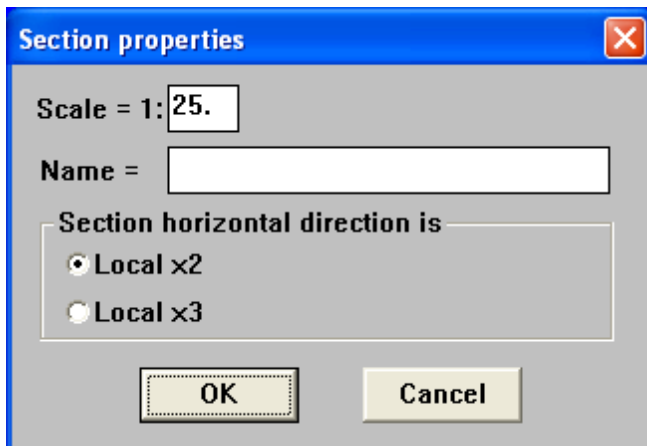 Section properties
Scale = 1: 25.
Name =
Section horizontal direction is
Local x2
Local x3
OK Cancel